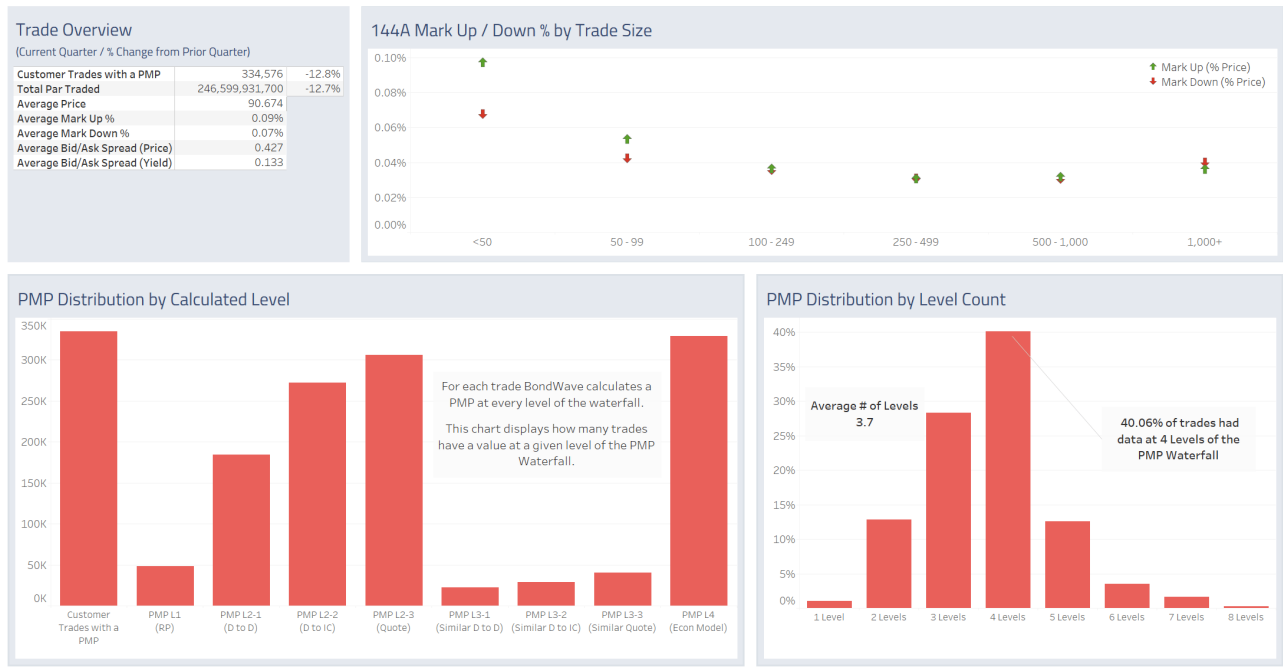 Trade Overview
(Current Quarter / % Change from Prior Quarter)
Customer Trades with a PMP 334,576 -12.8%
Total Par Traded 246,599,931,700 -12.7%
Average Price 90.674
Average Mark Up % 0.09%
Average Mark Down % 0.07%
Average Bid/Ask Spread (Price) 0.427
Average Bid/Ask Spread (Yield) 0.133
144A Mark Up / Down % by Trade Size
0.10%
0.08%
0.06%
0.04%
0.02%
0.00%
Mark Up (% Price)
Mark Down (% Price)
<50 50 - 99 100 - 249 250 - 499 500 - 1,000 1,000+
PMP Distribution by Calculated Level
350K
300K
250K
200K
150K
100K
50K
0K
For each trade BondWave calculates a
PMP at every level of the waterfall.
This chart displays how many trades
have a value at a given level of the PMP
Waterfall.
Customer
Trades with a
PMP
PMP L1
(RP)
PMP L2-1
(D to D)
PMP L2-2
(D to IC)
PMP L2-3
(Quote)
PMP L3-1
(Similar D to D)
PMP L3-2
(Similar D to IC)
PMP L3-3
(Similar Quote)
PMP L4
(Econ Model)
PMP Distribution by Level Count
40%
35%
30%
25%
20%
15%
10%
5%
0%
Average # of Levels
3.7
40.06% of trades had
data at 4 Levels of the
PMP Waterfall
1 Level 2 Levels 3 Levels 4 Levels 5 Levels 6 Levels 7 Levels 8 Levels